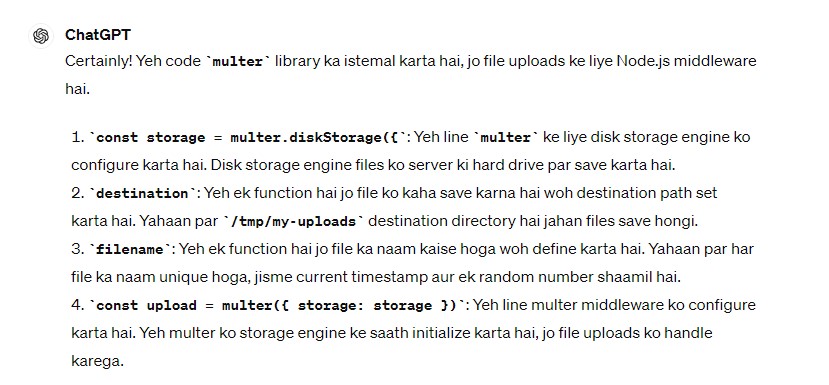 ChatGPT
Certainly! Yeh code `multer` library ka istemal karta hai, jo file uploads ke liye Node.js middleware
hai.
1. `const storage = multer.diskStorage({`: Yeh line `multer` ke liye disk storage engine ko
configure karta hai. Disk storage engine files ko server ki hard drive par save karta hai.
2. `destination`: Yeh ek function hai jo file ko kaha save karna hai woh destination path set
karta hai. Yahaan par `/tmp/my-uploads` destination directory hai jahan files save hongi.
3. `filename`: Yeh ek function hai jo file ka naam kaise hoga woh define karta hai. Yahaan par har
file ka naam unique hoga, jisme current timestamp aur ek random number shaamil hai.
4. `const upload = multer({ storage: storage })`: Yeh line multer middleware ko configure
karta hai. Yeh multer ko storage engine ke saath initialize karta hai, jo file uploads ko handle
karega.